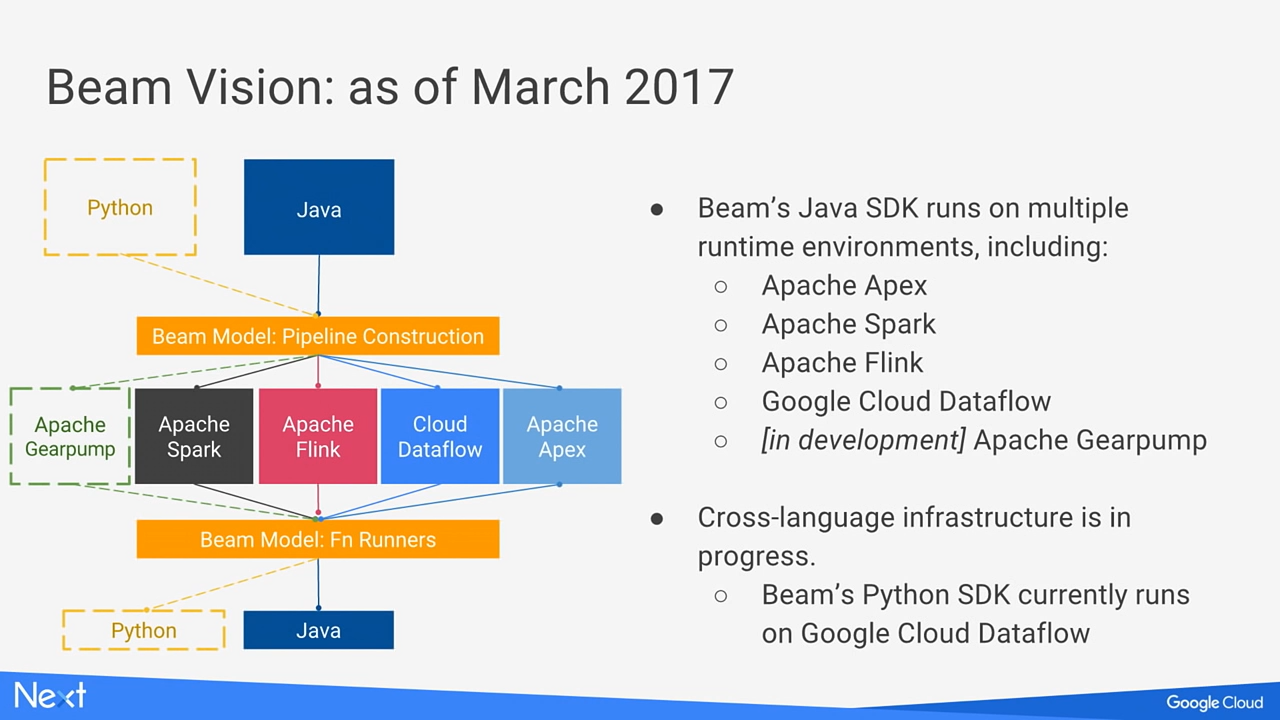 Beam Vision: as of March 2017
Python
Java
Beam Model: Pipeline Construction
Apache
Gearpump
Apache
Spark
Apache
Flink
Cloud
Dataflow
Apache
Apex
Beam Model: Fn Runners
Python
Java
● Beam’s Java SDK runs on multiple
runtime environments, including:
○ Apache Apex
○ Apache Spark
○ Apache Flink
○ Google Cloud Dataflow
○ [in development] Apache Gearpump
● Cross-language infrastructure is in
progress.
○ Beam’s Python SDK currently runs
on Google Cloud Dataflow
Next
Google Cloud